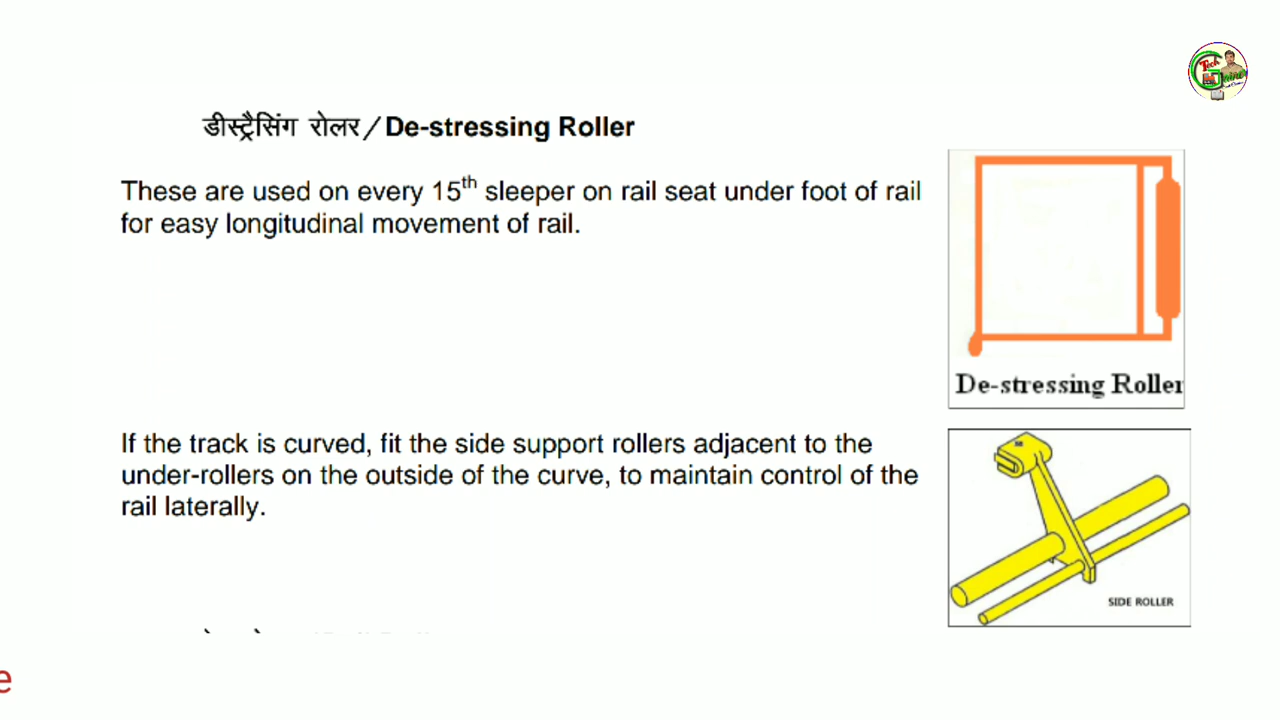 डीस्ट्रैसिंग रोलर/De-stressing Roller
These are used on every 15th sleeper on rail seat under foot of rail
for easy longitudinal movement of rail.
De-stressing Roller
If the track is curved, fit the side support rollers adjacent to the
under-rollers on the outside of the curve, to maintain control of the
rail laterally.
SIDE ROLLER
e